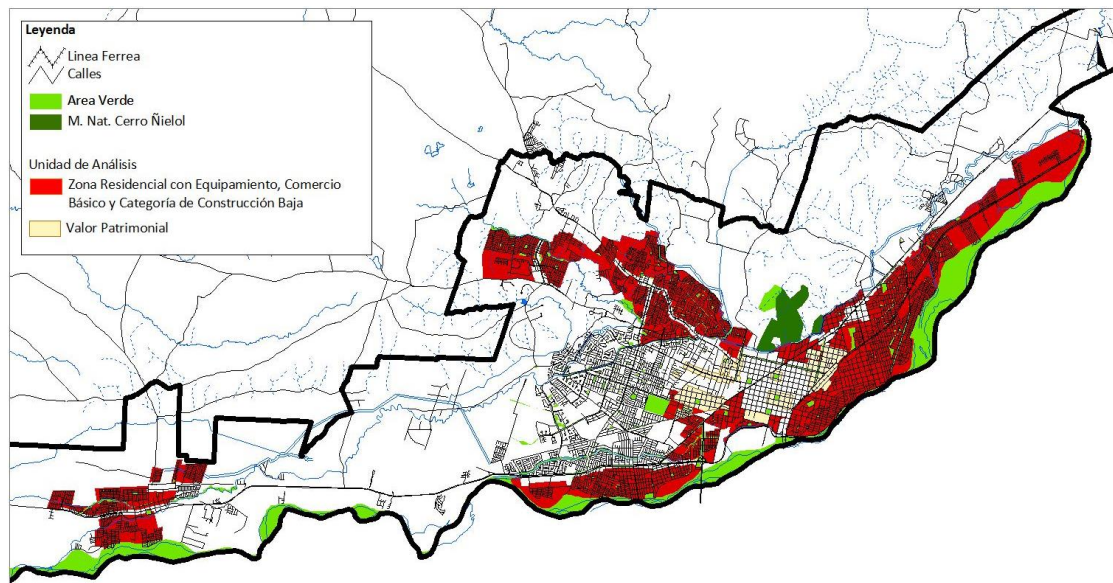 Leyenda
Linea Ferrea
Calles
Area Verde
M. Nat. Cerro Ñielol
Unidad de Análisis
Zona Residencial con Equipamiento, Comercio
Básico y Categoría de Construcción Baja
Valor Patrimonial